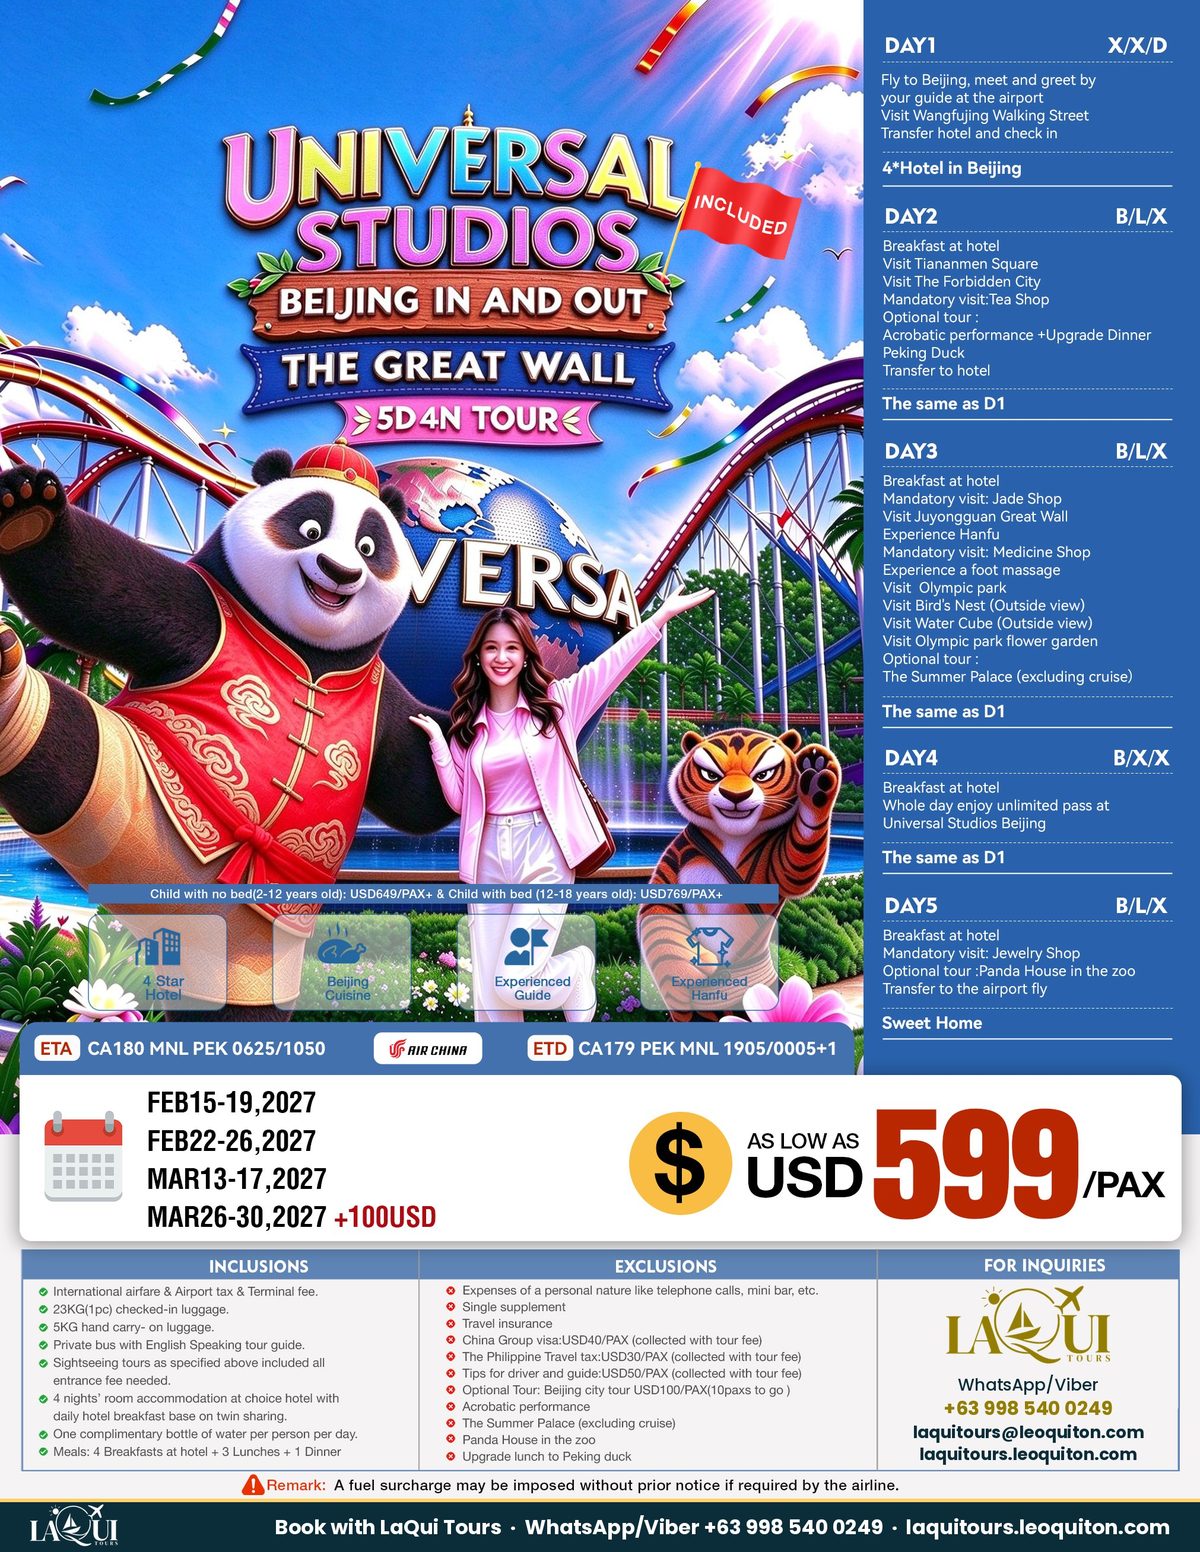 UNIVERSAL
STUDIOS
INCLUDED
BEIJING IN AND OUT
THE GREAT WALL
5D4N TOUR
VERSA
Child with no bed(2-12 years old): USD649/PAX+ & Child with bed (12-18 years old): USD769/PAX+
4 Star
Hotel
Beijing
Cuisine
Experienced
Guide
Experienced
Hanfu
ETA CA180 MNL PEK 0625/1050
AIR CHINA
ETD CA179 PEK MNL 1905/0005+1
DAY1 X/X/D
Fly to Beijing, meet and greet by
your guide at the airport
Visit Wangfujing Walking Street
Transfer hotel and check in
4*Hotel in Beijing
DAY2 B/L/X
Breakfast at hotel
Visit Tiananmen Square
Visit The Forbidden City
Mandatory visit:Tea Shop
Optional tour :
Acrobatic performance +Upgrade Dinner
Peking Duck
Transfer to hotel
The same as D1
DAY3 B/L/X
Breakfast at hotel
Mandatory visit: Jade Shop
Visit Juyongguan Great Wall
Experience Hanfu
Mandatory visit: Medicine Shop
Experience a foot massage
Visit Olympic park
Visit Bird's Nest (Outside view)
Visit Water Cube (Outside view)
Visit Olympic park flower garden
Optional tour :
The Summer Palace (excluding cruise)
The same as D1
DAY4 B/X/X
Breakfast at hotel
Whole day enjoy unlimited pass at
Universal Studios Beijing
The same as D1
DAY5 B/L/X
Breakfast at hotel
Mandatory visit: Jewelry Shop
Optional tour :Panda House in the zoo
Transfer to the airport fly
Sweet Home
FEB15-19,2027
FEB22-26,2027
MAR13-17,2027
MAR26-30,2027 +100USD
$
AS LOW AS
USD 599 /PAX
INCLUSIONS
International airfare & Airport tax & Terminal fee.
23KG(1pc) checked-in luggage.
5KG hand carry- on luggage.
Private bus with English Speaking tour guide.
Sightseeing tours as specified above included all
entrance fee needed.
4 nights' room accommodation at choice hotel with
daily hotel breakfast base on twin sharing.
One complimentary bottle of water per person per day.
Meals: 4 Breakfasts at hotel + 3 Lunches + 1 Dinner
EXCLUSIONS
Expenses of a personal nature like telephone calls, mini bar, etc.
Single supplement
Travel insurance
China Group visa:USD40/PAX (collected with tour fee)
The Philippine Travel tax:USD30/PAX (collected with tour fee)
Tips for driver and guide:USD50/PAX (collected with tour fee)
Optional Tour: Beijing city tour USD100/PAX(10paxs to go )
Acrobatic performance
The Summer Palace (excluding cruise)
Panda House in the zoo
Upgrade lunch to Peking duck
FOR INQUIRIES
LAQUI
TOURS
WhatsApp/Viber
+63 998 540 0249
laquitours@leoquiton.com
laquitours.leoquiton.com
Remark: A fuel surcharge may be imposed without prior notice if required by the airline.
LAQUI
TOURS
Book with LaQui Tours · WhatsApp/Viber +63 998 540 0249 · laquitours.leoquiton.com